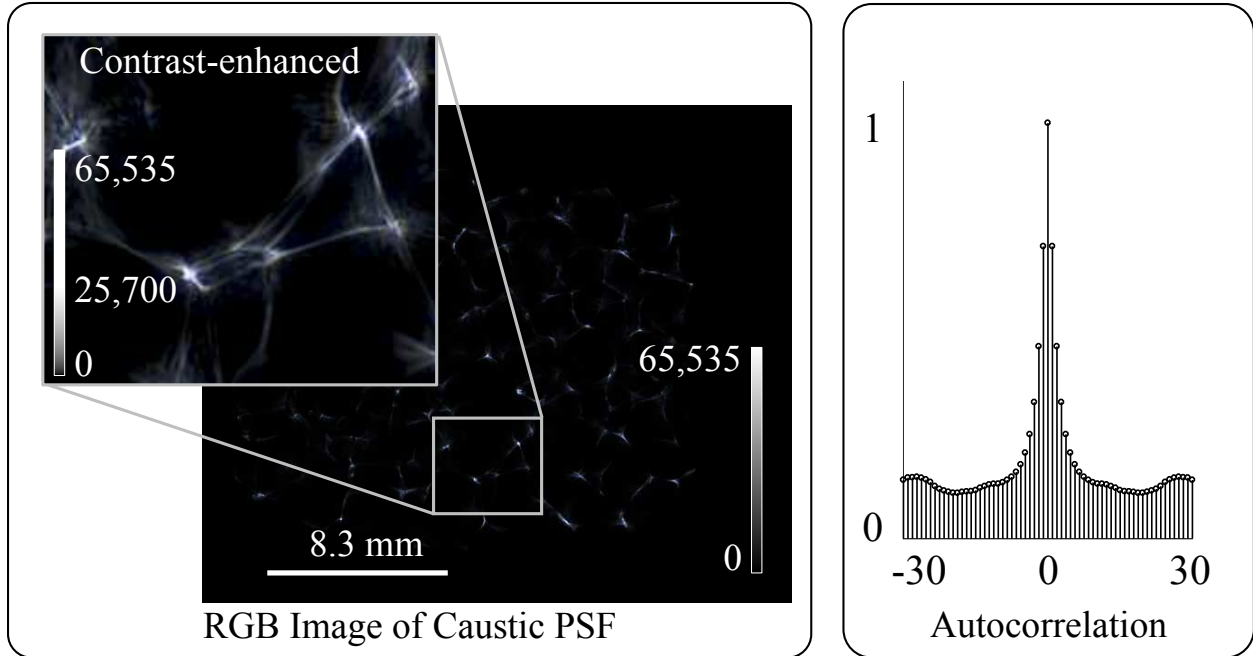 Contrast-enhanced
65,535
25,700
0
65,535
0
8.3 mm
RGB Image of Caustic PSF
1
0
-30 0 30
Autocorrelation